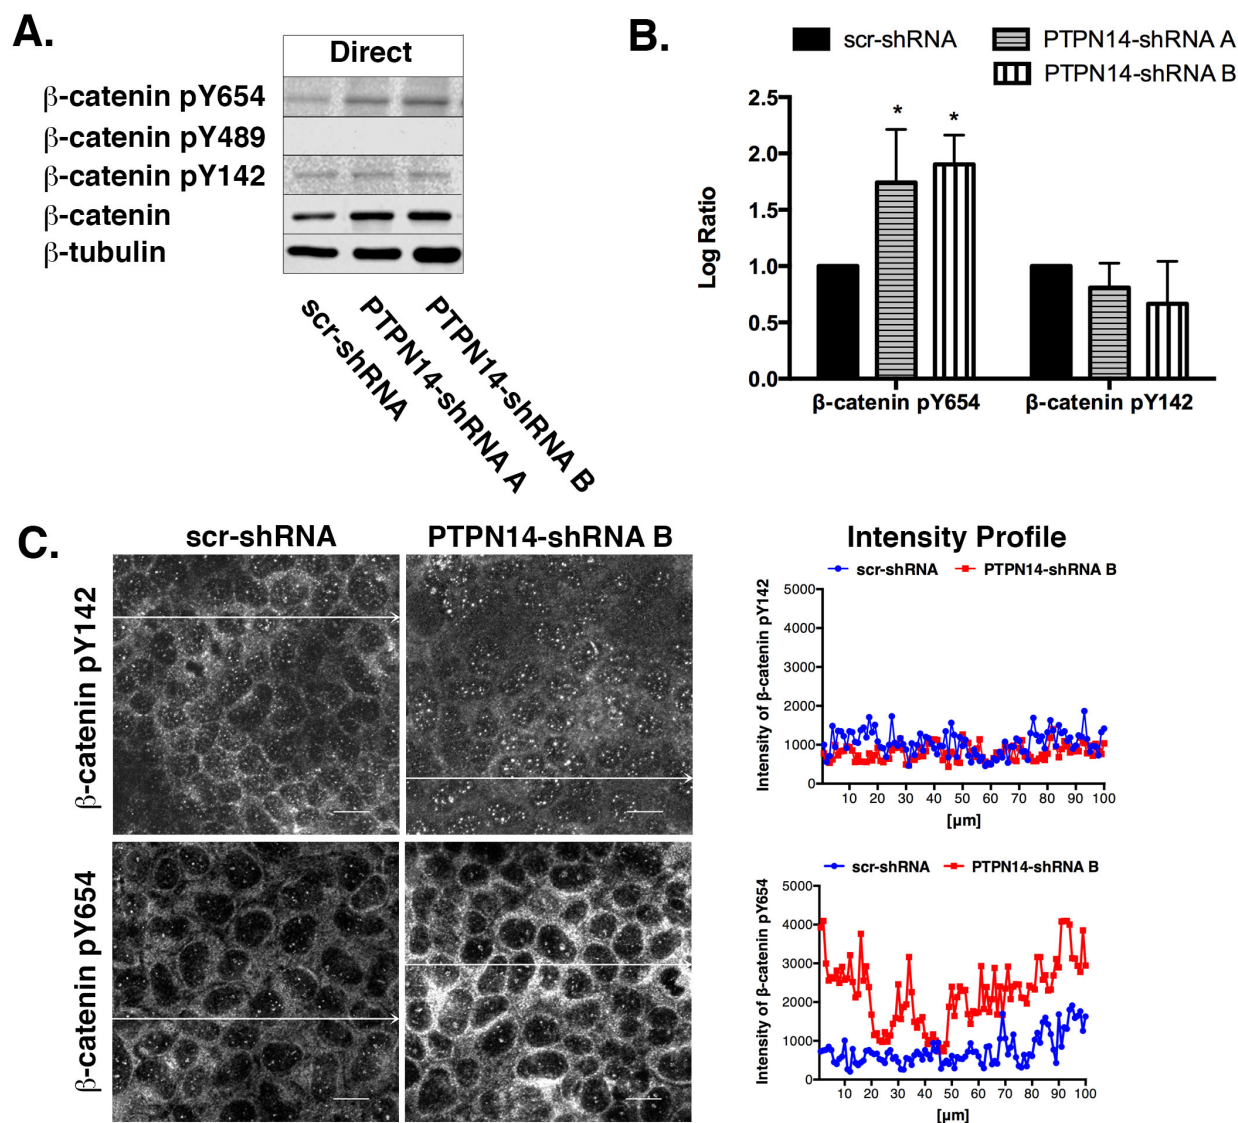 A.
Direct
β-catenin pY654
β-catenin pY489
β-catenin pY142
β-catenin
β-tubulin
scr-shRNA
PTPN14-shRNA A
PTPN14-shRNA B
B.
scr-shRNA
PTPN14-shRNA A
PTPN14-shRNA B
Log Ratio
2.5
2.0
1.5
1.0
0.5
0.0
*
*
β-catenin pY654
β-catenin pY142
C.
scr-shRNA
PTPN14-shRNA B
β-catenin pY142
β-catenin pY654
Intensity Profile
scr-shRNA
PTPN14-shRNA B
Intensity of β-catenin pY142
5000
4000
3000
2000
1000
0
10 20 30 40 50 60 70 80 90 100
[µm]
scr-shRNA
PTPN14-shRNA B
Intensity of β-catenin pY654
5000
4000
3000
2000
1000
0
10 20 30 40 50 60 70 80 90 100
[µm]